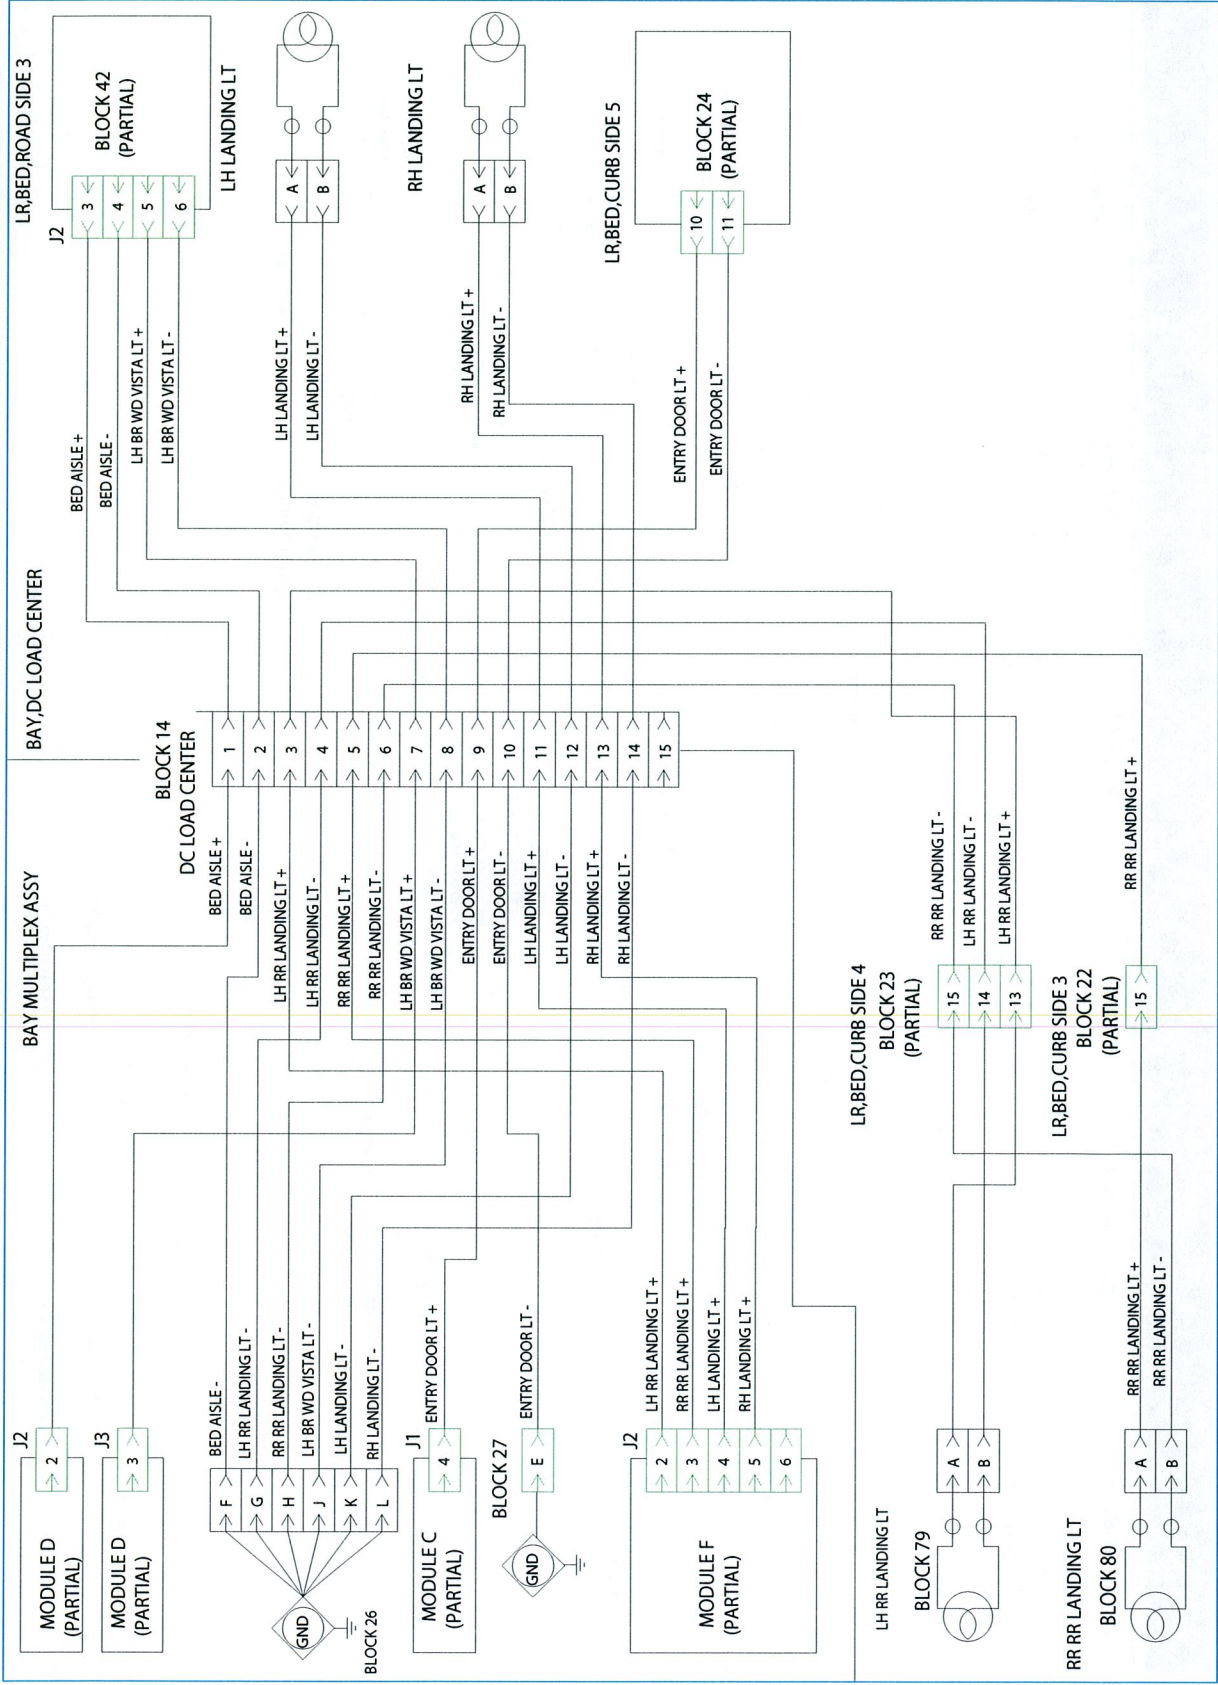 BAY MULTIPLEX ASSY
BAY,DC LOAD CENTER
LR,BED,ROAD SIDE 3
J2
MODULE D
(PARTIAL)
2
J3
MODULE D
(PARTIAL)
3
BED AISLE +
BED AISLE -
LH RR LANDING LT +
LH RR LANDING LT -
RR RR LANDING LT +
RR RR LANDING LT -
LH BR WD VISTA LT +
LH BR WD VISTA LT -
ENTRY DOOR LT +
ENTRY DOOR LT -
LH LANDING LT +
LH LANDING LT -
RH LANDING LT +
RH LANDING LT -
BLOCK 14
DC LOAD CENTER
1
2
3
4
5
6
7
8
9
10
11
12
13
14
15
BED AISLE +
BED AISLE -
LH BR WD VISTA LT +
LH BR WD VISTA LT -
J2
3
4
5
6
BLOCK 42
(PARTIAL)
LH LANDING LT
LH LANDING LT +
LH LANDING LT -
A
B
RH LANDING LT
RH LANDING LT +
RH LANDING LT -
A
B
LR,BED,CURB SIDE 5
ENTRY DOOR LT +
ENTRY DOOR LT -
10
11
BLOCK 24
(PARTIAL)
GND
BLOCK 26
F
G
H
J
K
L
BED AISLE -
LH RR LANDING LT -
RR RR LANDING LT -
LH BR WD VISTA LT -
LH LANDING LT -
RH LANDING LT -
J1
MODULE C
(PARTIAL)
4
ENTRY DOOR LT +
BLOCK 27
GND
E
ENTRY DOOR LT -
J2
MODULE F
(PARTIAL)
2
3
4
5
6
LH RR LANDING LT +
RR RR LANDING LT +
LH LANDING LT +
RH LANDING LT +
LH RR LANDING LT
BLOCK 79
A
B
LR,BED,CURB SIDE 4
BLOCK 23
(PARTIAL)
15
14
13
RR RR LANDING LT -
LH RR LANDING LT -
LH RR LANDING LT +
RR RR LANDING LT
BLOCK 80
A
B
RR RR LANDING LT +
RR RR LANDING LT -
LR,BED,CURB SIDE 3
BLOCK 22
(PARTIAL)
15
RR RR LANDING LT +